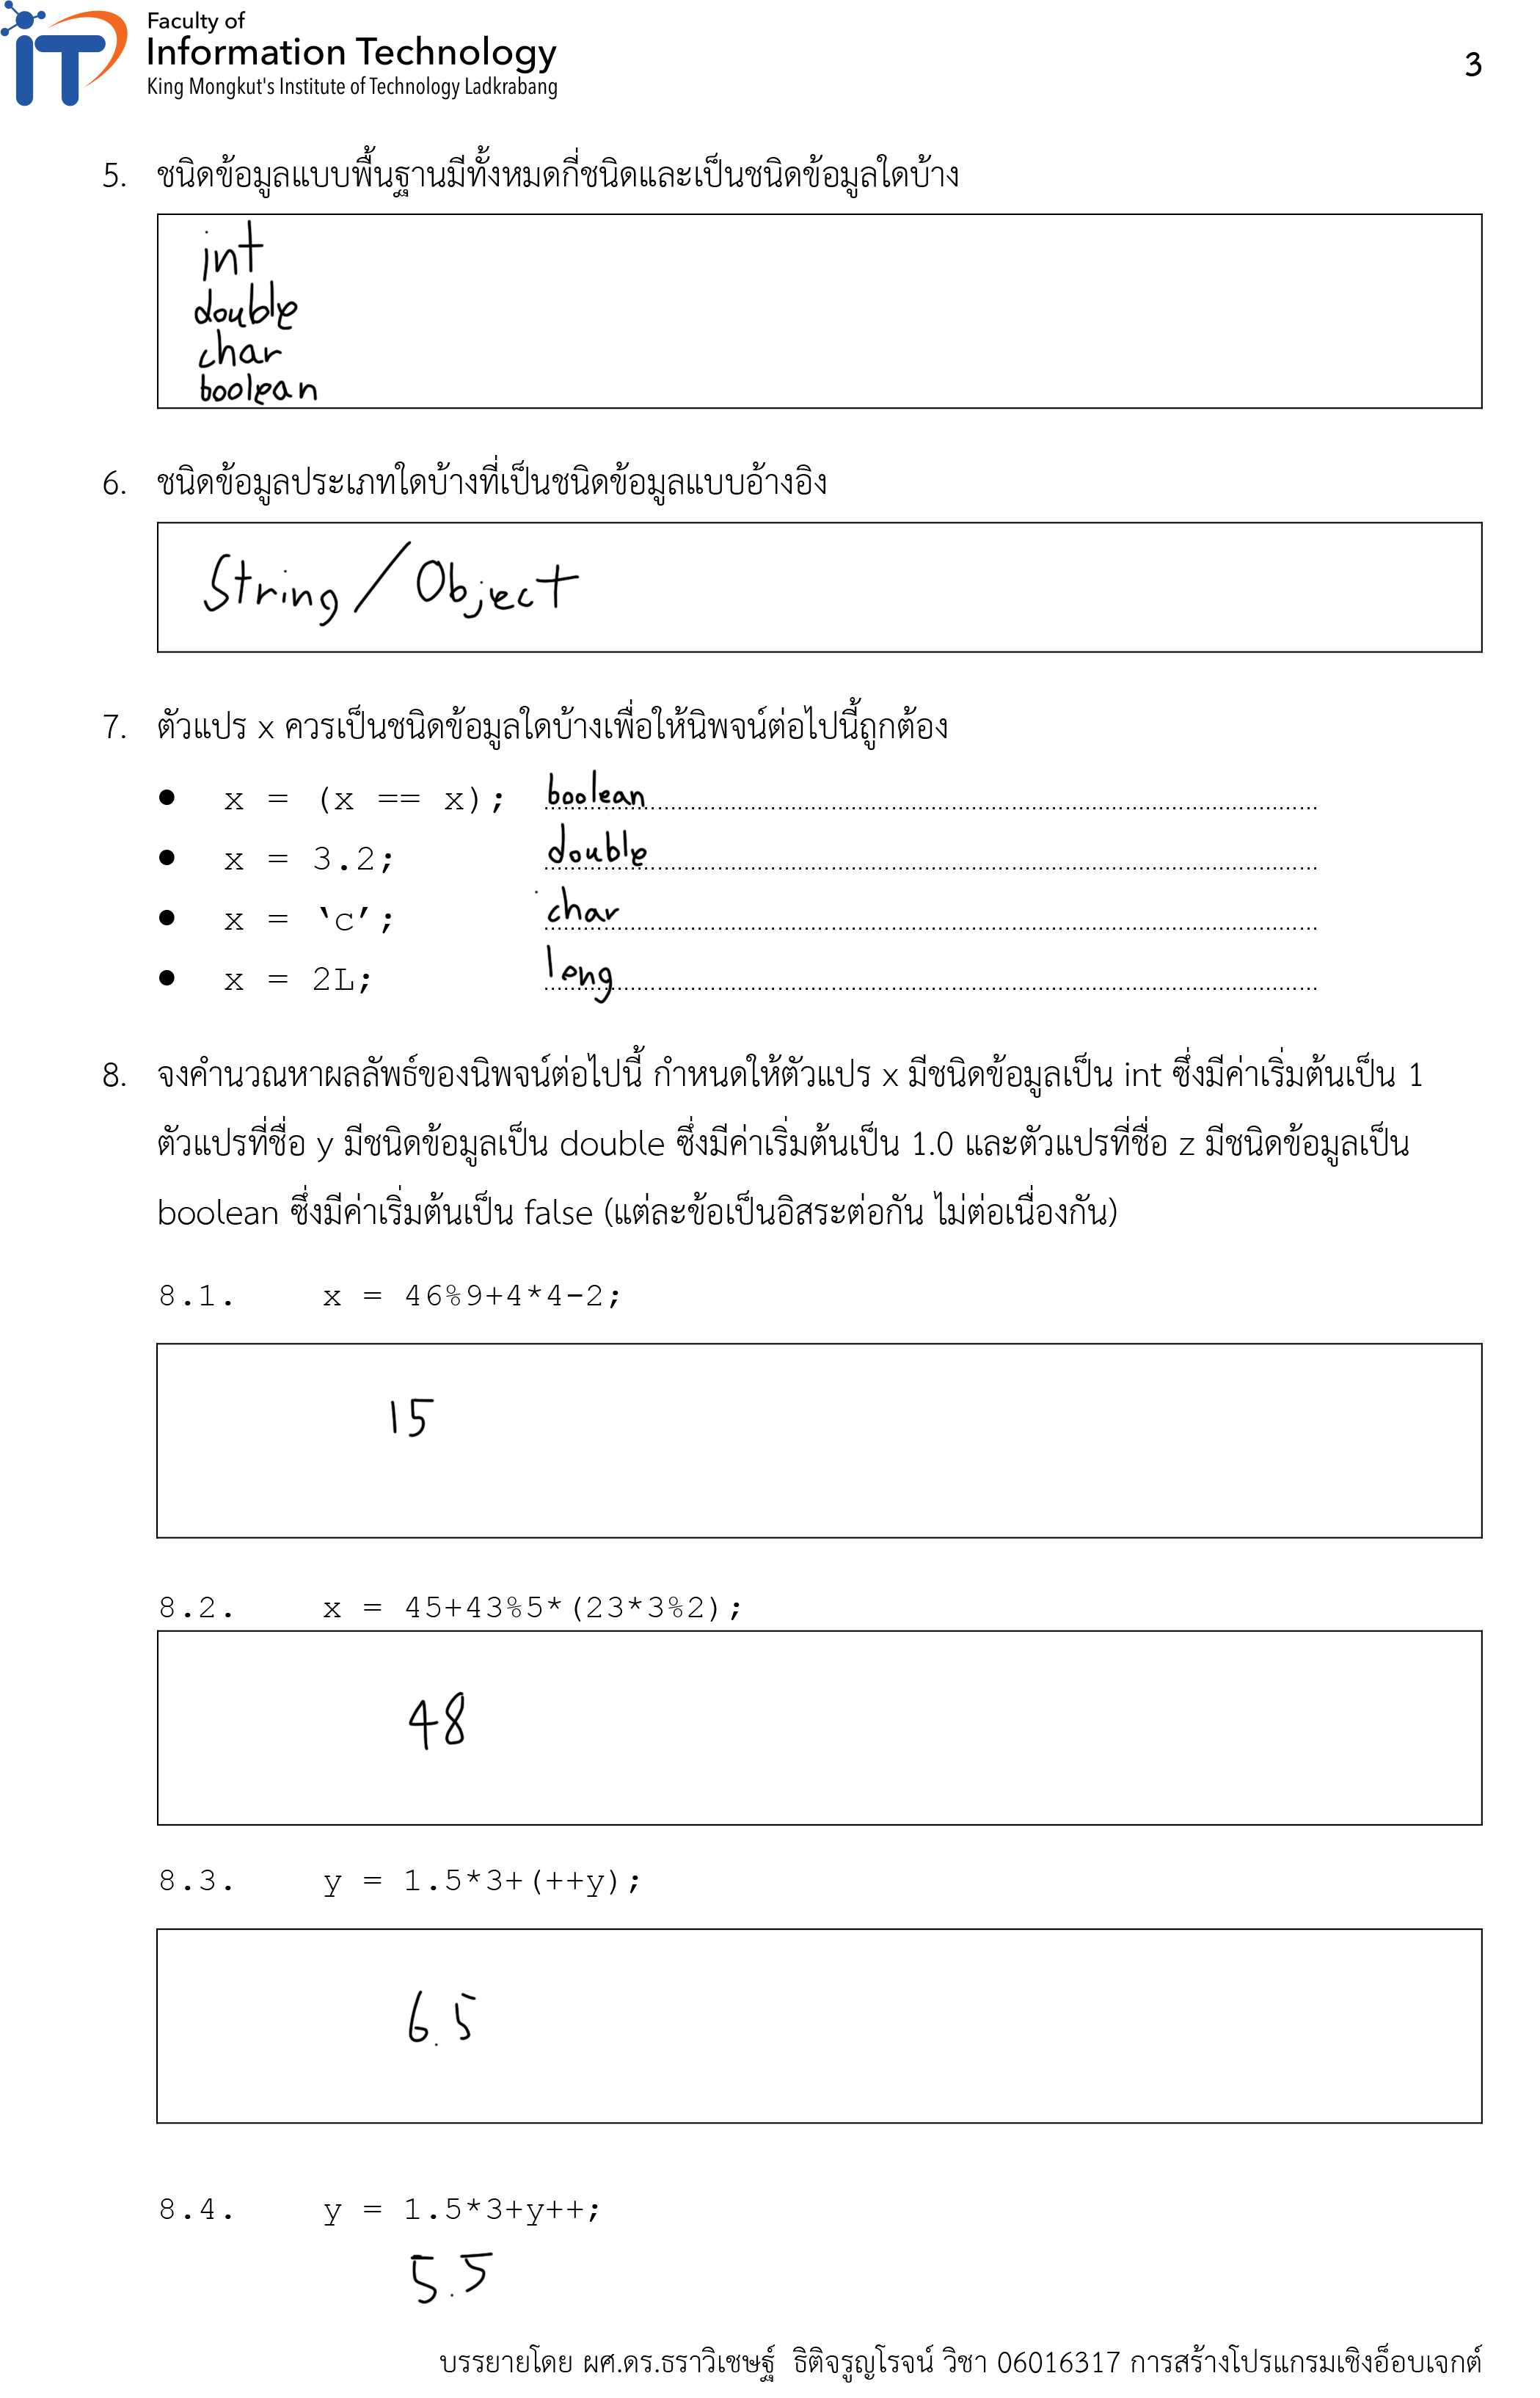 Faculty of
Information Technology
King Mongkut's Institute of Technology Ladkrabang
3
5. ชนิดข้อมูลแบบพื้นฐานมีทั้งหมดกี่ชนิดและเป็นชนิดข้อมูลใดบ้าง
int
double
char
boolean
6. ชนิดข้อมูลประเภทใดบ้างที่เป็นชนิดข้อมูลแบบอ้างอิง
String / Object
7. ตัวแปร x ควรเป็นชนิดข้อมูลใดบ้างเพื่อให้นิพจน์ต่อไปนี้ถูกต้อง
● x = (x == x); boolean
● x = 3.2; double
● x = ‘c’; char
● x = 2L; long
8. จงคำนวณหาผลลัพธ์ของนิพจน์ต่อไปนี้ กำหนดให้ตัวแปร x มีชนิดข้อมูลเป็น int ซึ่งมีค่าเริ่มต้นเป็น 1
ตัวแปรที่ชื่อ y มีชนิดข้อมูลเป็น double ซึ่งมีค่าเริ่มต้นเป็น 1.0 และตัวแปรที่ชื่อ z มีชนิดข้อมูลเป็น
boolean ซึ่งมีค่าเริ่มต้นเป็น false (แต่ละข้อเป็นอิสระต่อกัน ไม่ต่อเนื่องกัน)
8.1. x = 46%9+4*4-2;
15
8.2. x = 45+43%5*(23*3%2);
48
8.3. y = 1.5*3+(++y);
6.5
8.4. y = 1.5*3+y++;
5.5
บรรยายโดย ผศ.ดร.ธราวิเชษฐ์ ธิติจรูญโรจน์ วิชา 06016317 การสร้างโปรแกรมเชิงอ็อบเจกต์